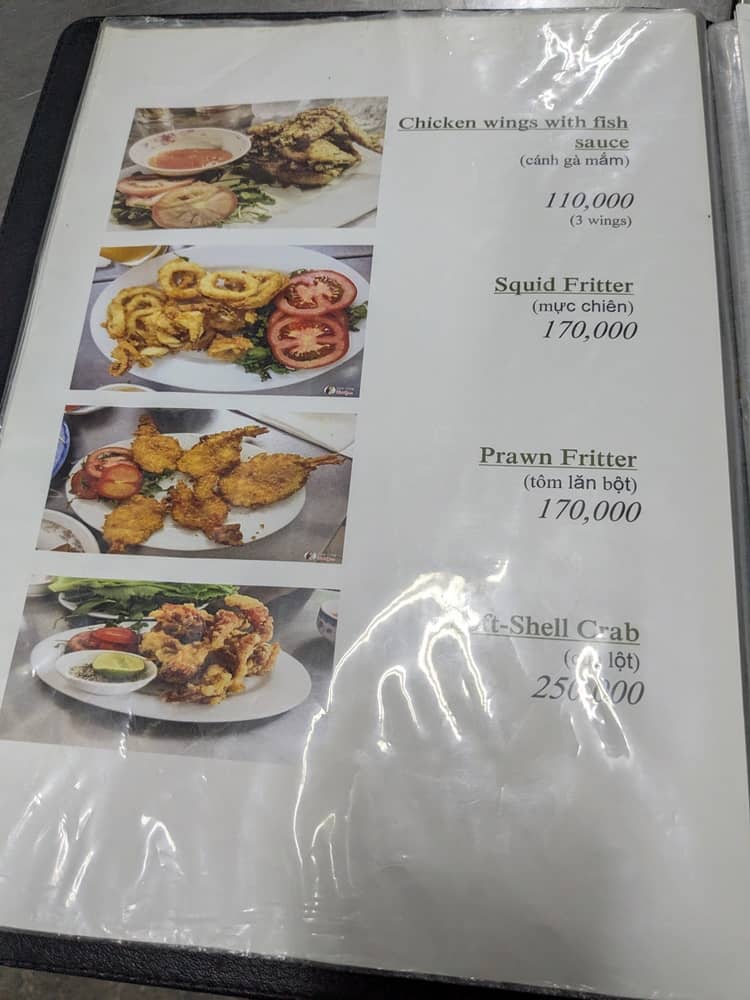 Chicken wings with fish
sauce
(cánh gà mắm)
110,000
(3 wings)
Squid Fritter
(mực chiên)
170,000
Prawn Fritter
(tôm lăn bột)
170,000
Crab
lột)